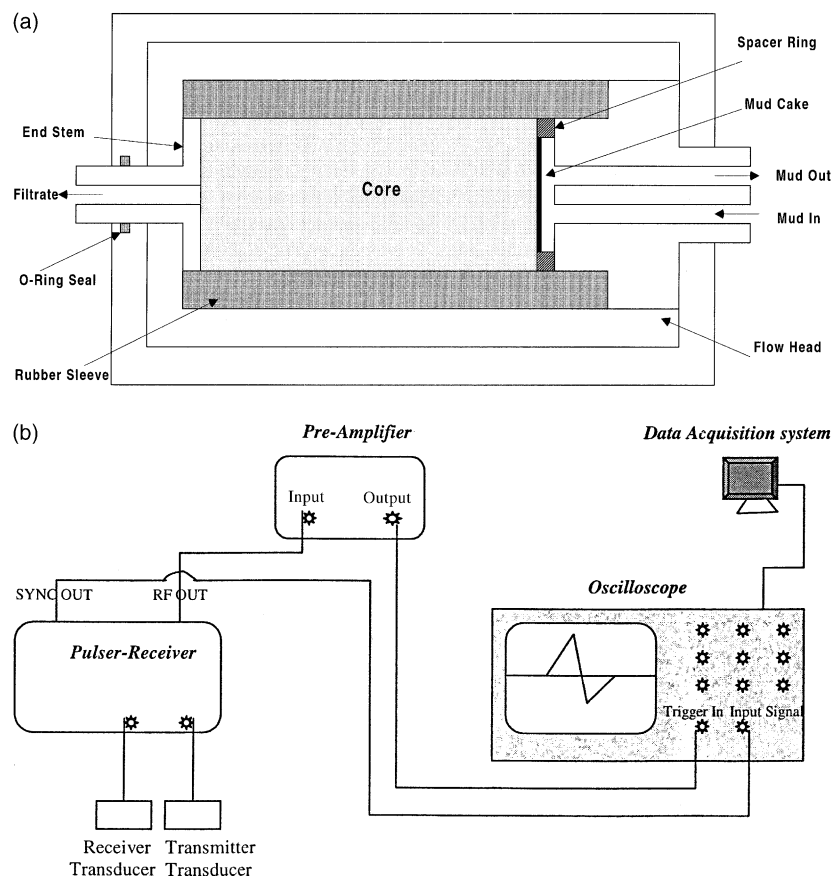 (a)
Spacer Ring
Mud Cake
End Stem
Core
Mud Out
Filtrate
Mud In
O-Ring Seal
Flow Head
Rubber Sleeve
(b)
Pre-Amplifier
Data Acquisition system
Input Output
Oscilloscope
SYNC OUT RF OUT
Pulser-Receiver
Trigger In Input Signal
Receiver
Transducer
Transmitter
Transducer